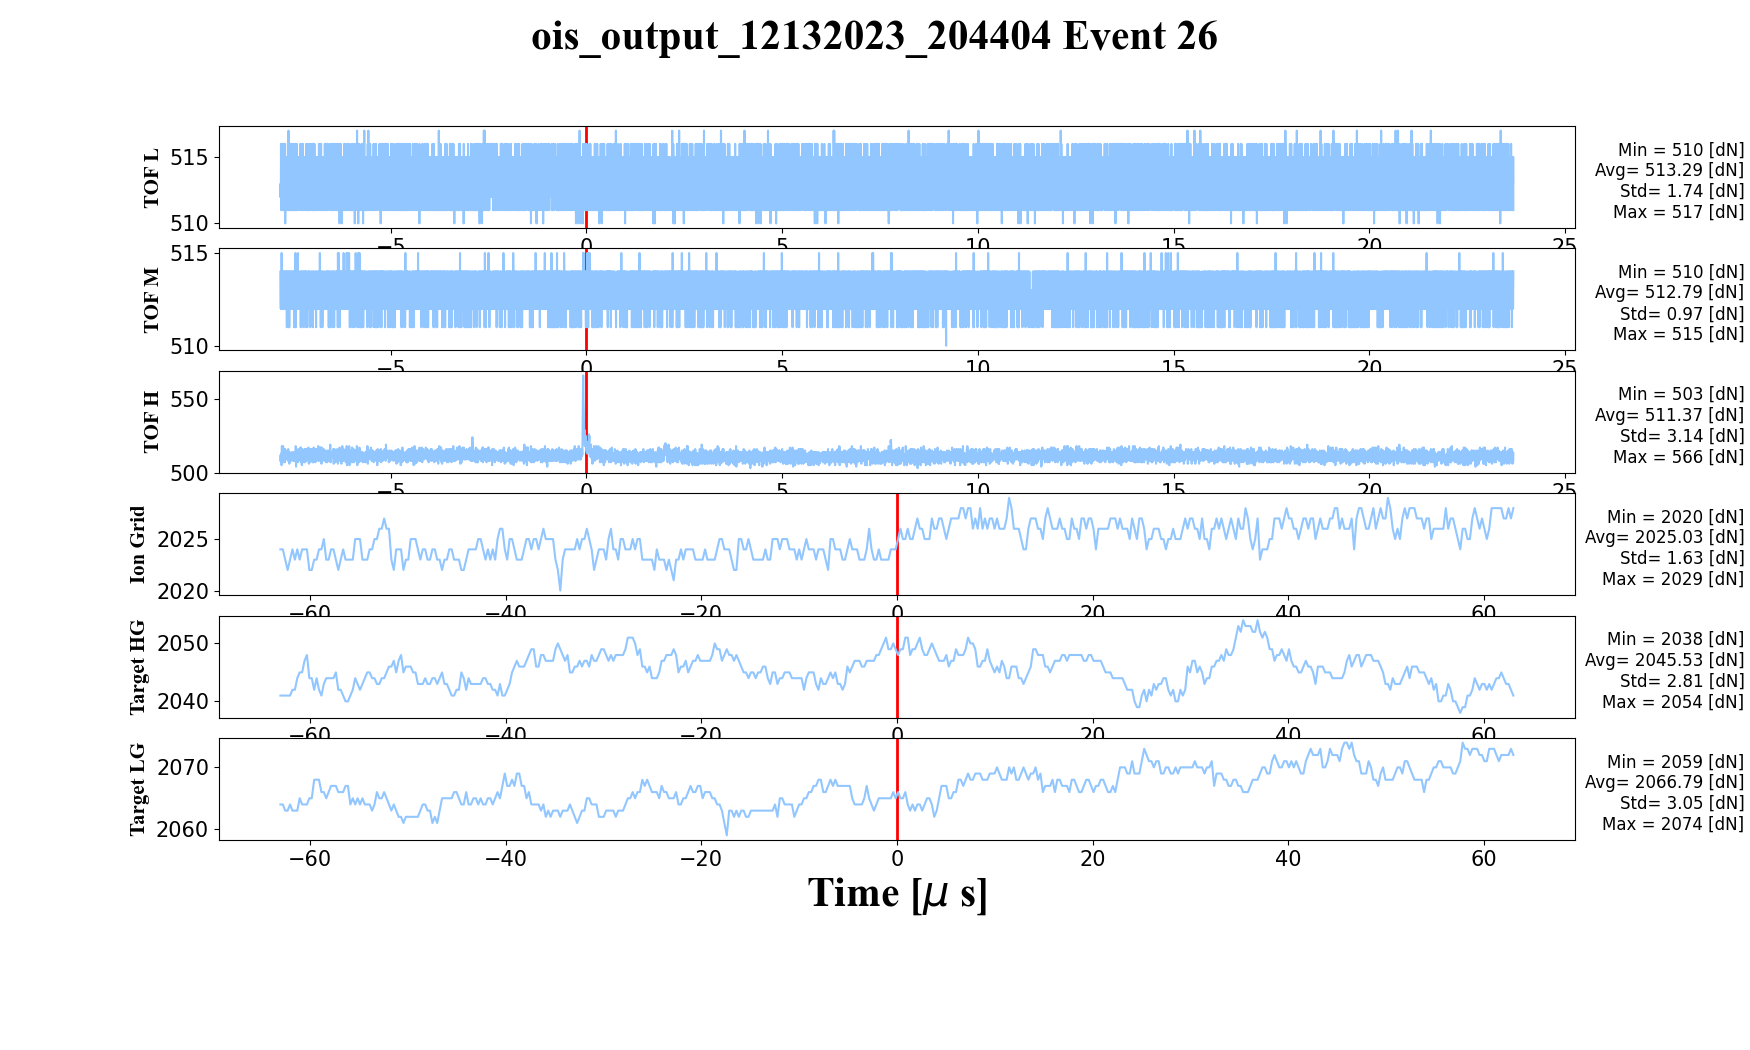 ois_output_12132023_204404 Event 26
TOF L
515
510
−5 0 5 10 15 20 25
Min = 510 [dN]
Avg= 513.29 [dN]
Std= 1.74 [dN]
Max = 517 [dN]
TOF M
515
510
−5 0 5 10 15 20 25
Min = 510 [dN]
Avg= 512.79 [dN]
Std= 0.97 [dN]
Max = 515 [dN]
TOF H
550
500
−5 0 5 10 15 20 25
Min = 503 [dN]
Avg= 511.37 [dN]
Std= 3.14 [dN]
Max = 566 [dN]
Ion Grid
2025
2020
−60 −40 −20 0 20 40 60
Min = 2020 [dN]
Avg= 2025.03 [dN]
Std= 1.63 [dN]
Max = 2029 [dN]
Target HG
2050
2040
−60 −40 −20 0 20 40 60
Min = 2038 [dN]
Avg= 2045.53 [dN]
Std= 2.81 [dN]
Max = 2054 [dN]
Target LG
2070
2060
−60 −40 −20 0 20 40 60
Min = 2059 [dN]
Avg= 2066.79 [dN]
Std= 3.05 [dN]
Max = 2074 [dN]
Time [μ s]